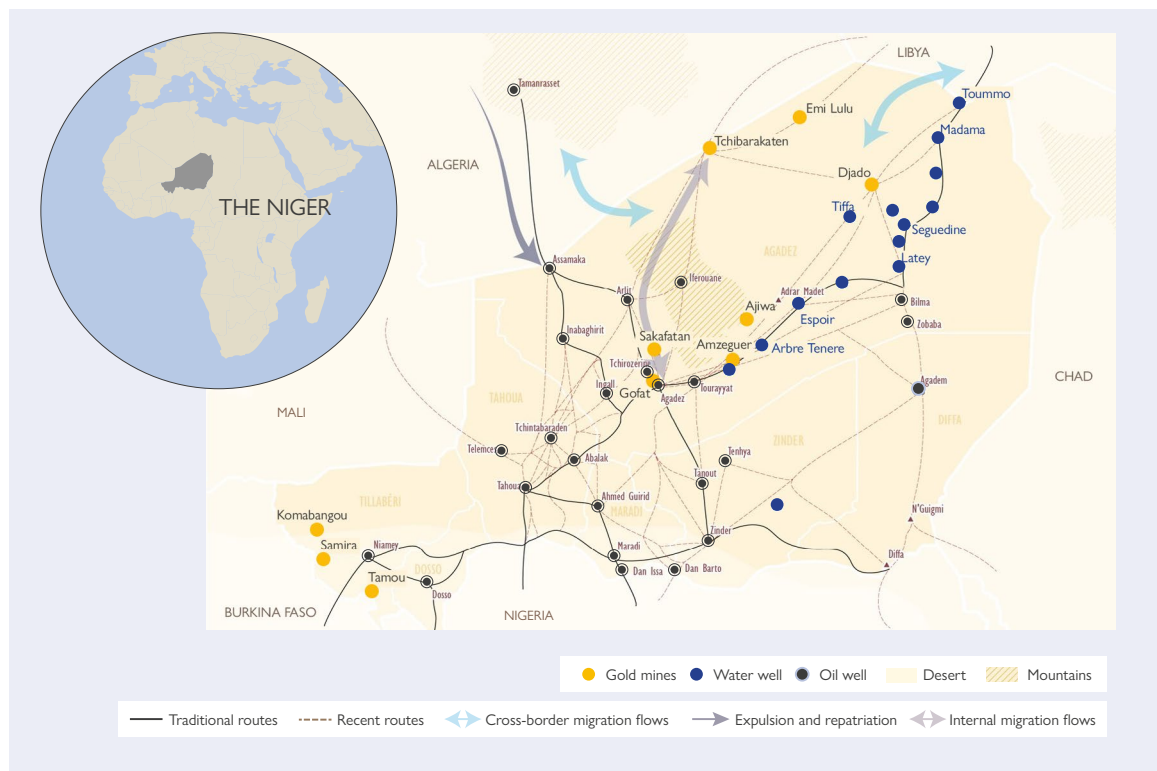 THE NIGER
LIBYA
Tamanrasset
Toummo
Emi Lulu
Madama
Tchibarakaten
ALGERIA
Djado
Tiffa
Seguedine
AGADEZ
Latey
Assamaka
Iferouane
Arlit
Adrar Madet
Bilma
Ajiwa
Espoir
Zobaba
Inabaghirit
Sakafatan
Amzeguer
Arbre Tenere
Tchirozerine
CHAD
Ingall
Gofat
Tourayyat
Agadem
Agadez
TAHOUA
MALI
DIFFA
Tchintabaraden
ZINDER
Telemces
Abalak
Tenhya
Tanout
Tahoua
TILLABÉRI
Ahmed Guirid
MARADI
N'Guigmi
Komabangou
Zinder
Samira
Niamey
Maradi
Diffa
DOSSO
Dan Issa
Dan Barto
Tamou
Dosso
BURKINA FASO
NIGERIA
Gold mines
Water well
Oil well
Desert
Mountains
Traditional routes
Recent routes
Cross-border migration flows
Expulsion and repatriation
Internal migration flows